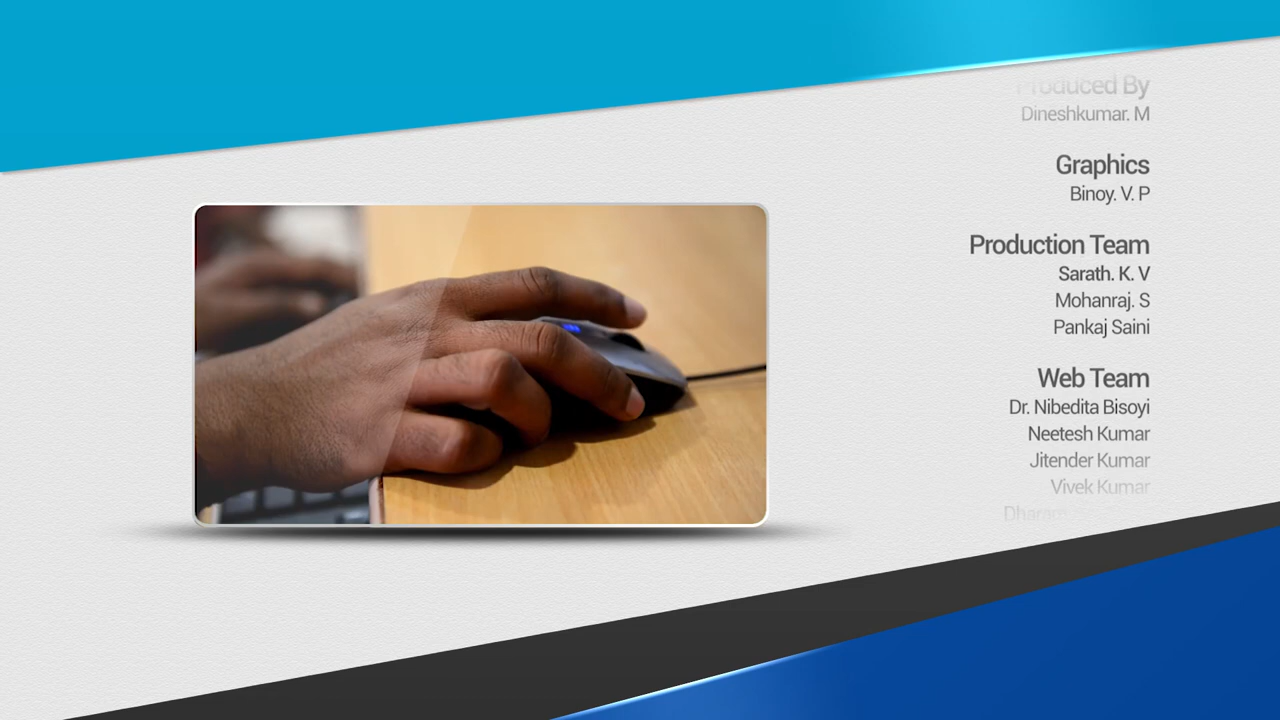 Produced By
Dineshkumar. M
Graphics
Binoy. V. P
Production Team
Sarath. K. V
Mohanraj. S
Pankaj Saini
Web Team
Dr. Nibedita Bisoyi
Neetesh Kumar
Jitender Kumar
Vivek Kumar